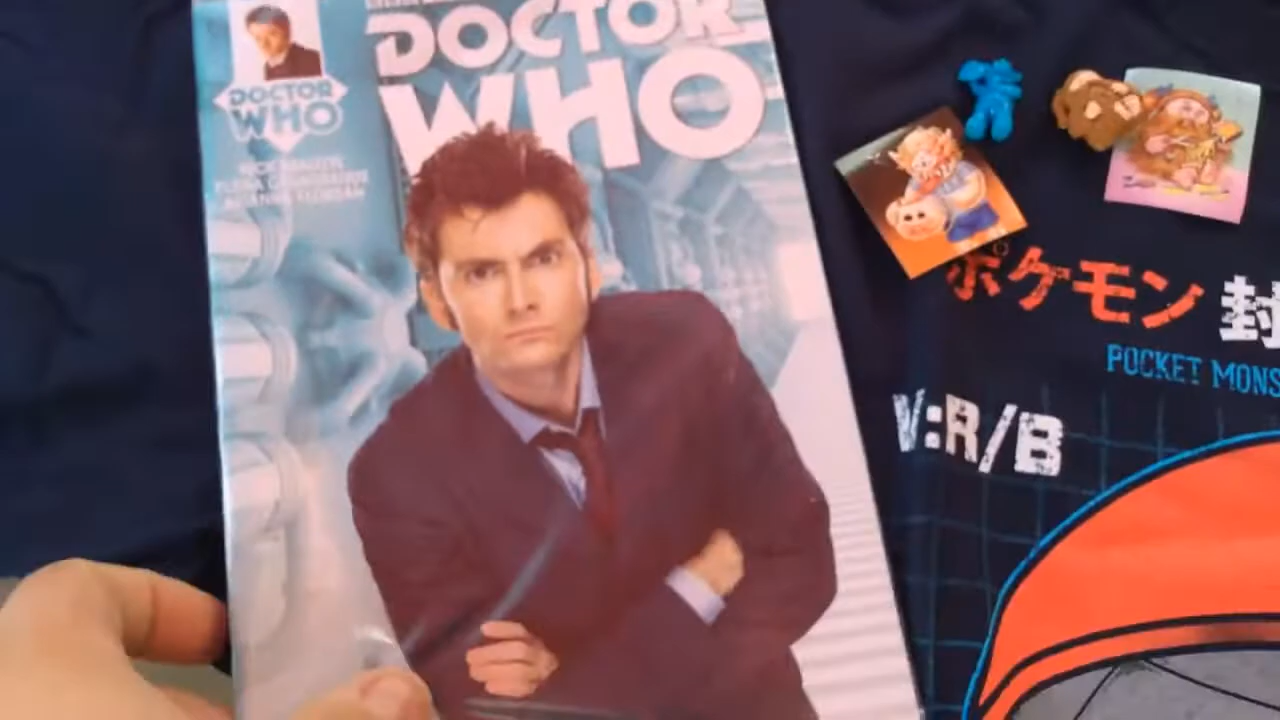 DOCTOR
WHO
DOCTOR
WHO
ポケモン 封
POCKET MONS
V:R/B